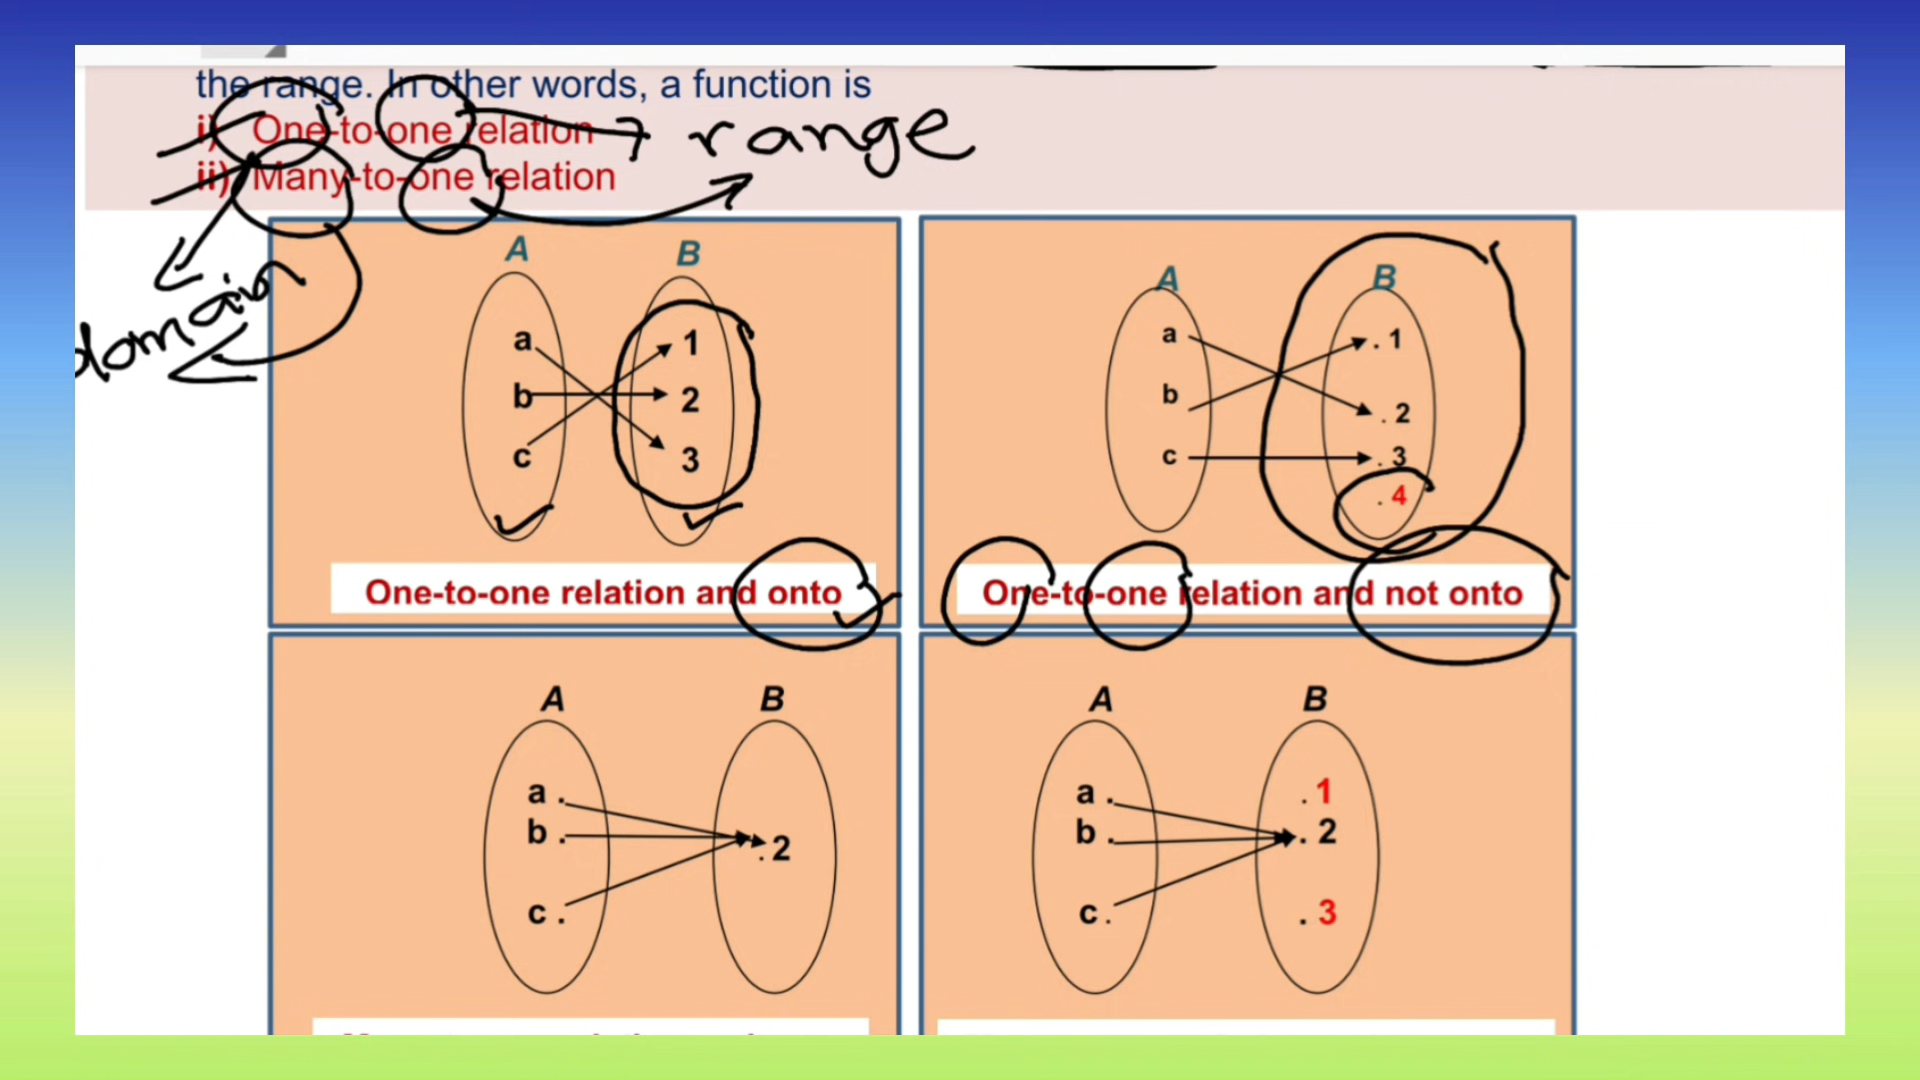 the range. In other words, a function is
i) One-to-one relation
range
ii) Many-to-one relation
domain
A B
a 1
b 2
c 3
One-to-one relation and onto
A B
a . 1
b . 2
c . 3
. 4
One-to-one relation and not onto
A B
a .
b . . 2
c .
A B
a . . 1
b . . 2
c . . 3